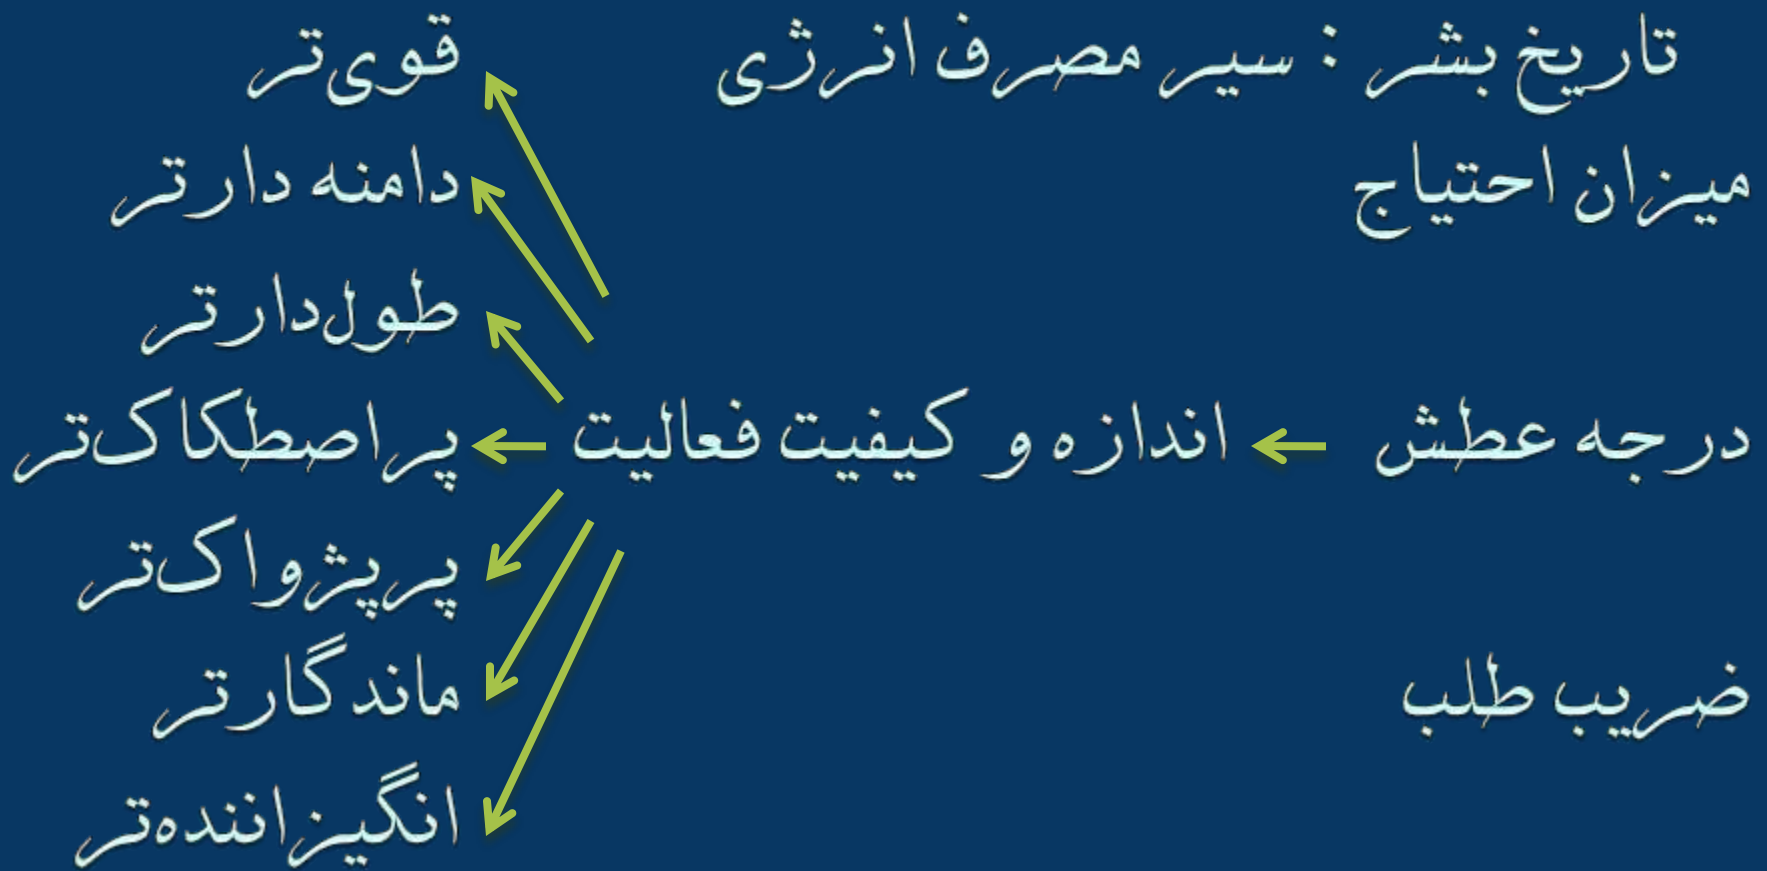 تاریخ بشر : سیر مصرف انرژی
میزان احتیاج
درجه عطش
ضریب طلب
اندازه و کیفیت فعالیت
قوی‌تر
دامنه دارتر
طول‌دارتر
پراصطکاک‌تر
پرپژواک‌تر
ماندگارتر
انگیزاننده‌تر